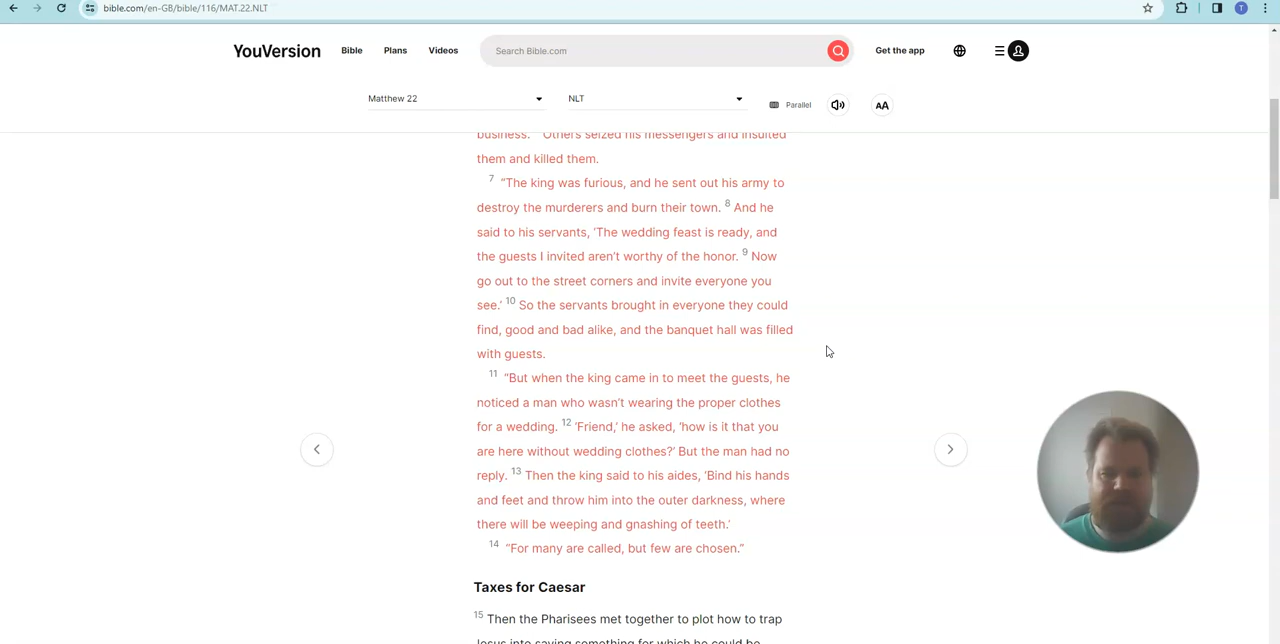 bible.com/en-GB/bible/116/MAT.22.NLT
T
YouVersion Bible Plans Videos Search Bible.com Get the app
Matthew 22 NLT Parallel AA
business." Others seized his messengers and insulted
them and killed them.
7 “The king was furious, and he sent out his army to
destroy the murderers and burn their town. 8 And he
said to his servants, ‘The wedding feast is ready, and
the guests I invited aren’t worthy of the honor. 9 Now
go out to the street corners and invite everyone you
see.’ 10 So the servants brought in everyone they could
find, good and bad alike, and the banquet hall was filled
with guests.
11 “But when the king came in to meet the guests, he
noticed a man who wasn’t wearing the proper clothes
for a wedding. 12 ‘Friend,’ he asked, ‘how is it that you
are here without wedding clothes?’ But the man had no
reply. 13 Then the king said to his aides, ‘Bind his hands
and feet and throw him into the outer darkness, where
there will be weeping and gnashing of teeth.’
14 “For many are called, but few are chosen.”
Taxes for Caesar
15 Then the Pharisees met together to plot how to trap
Jesus into saying something for which he could be